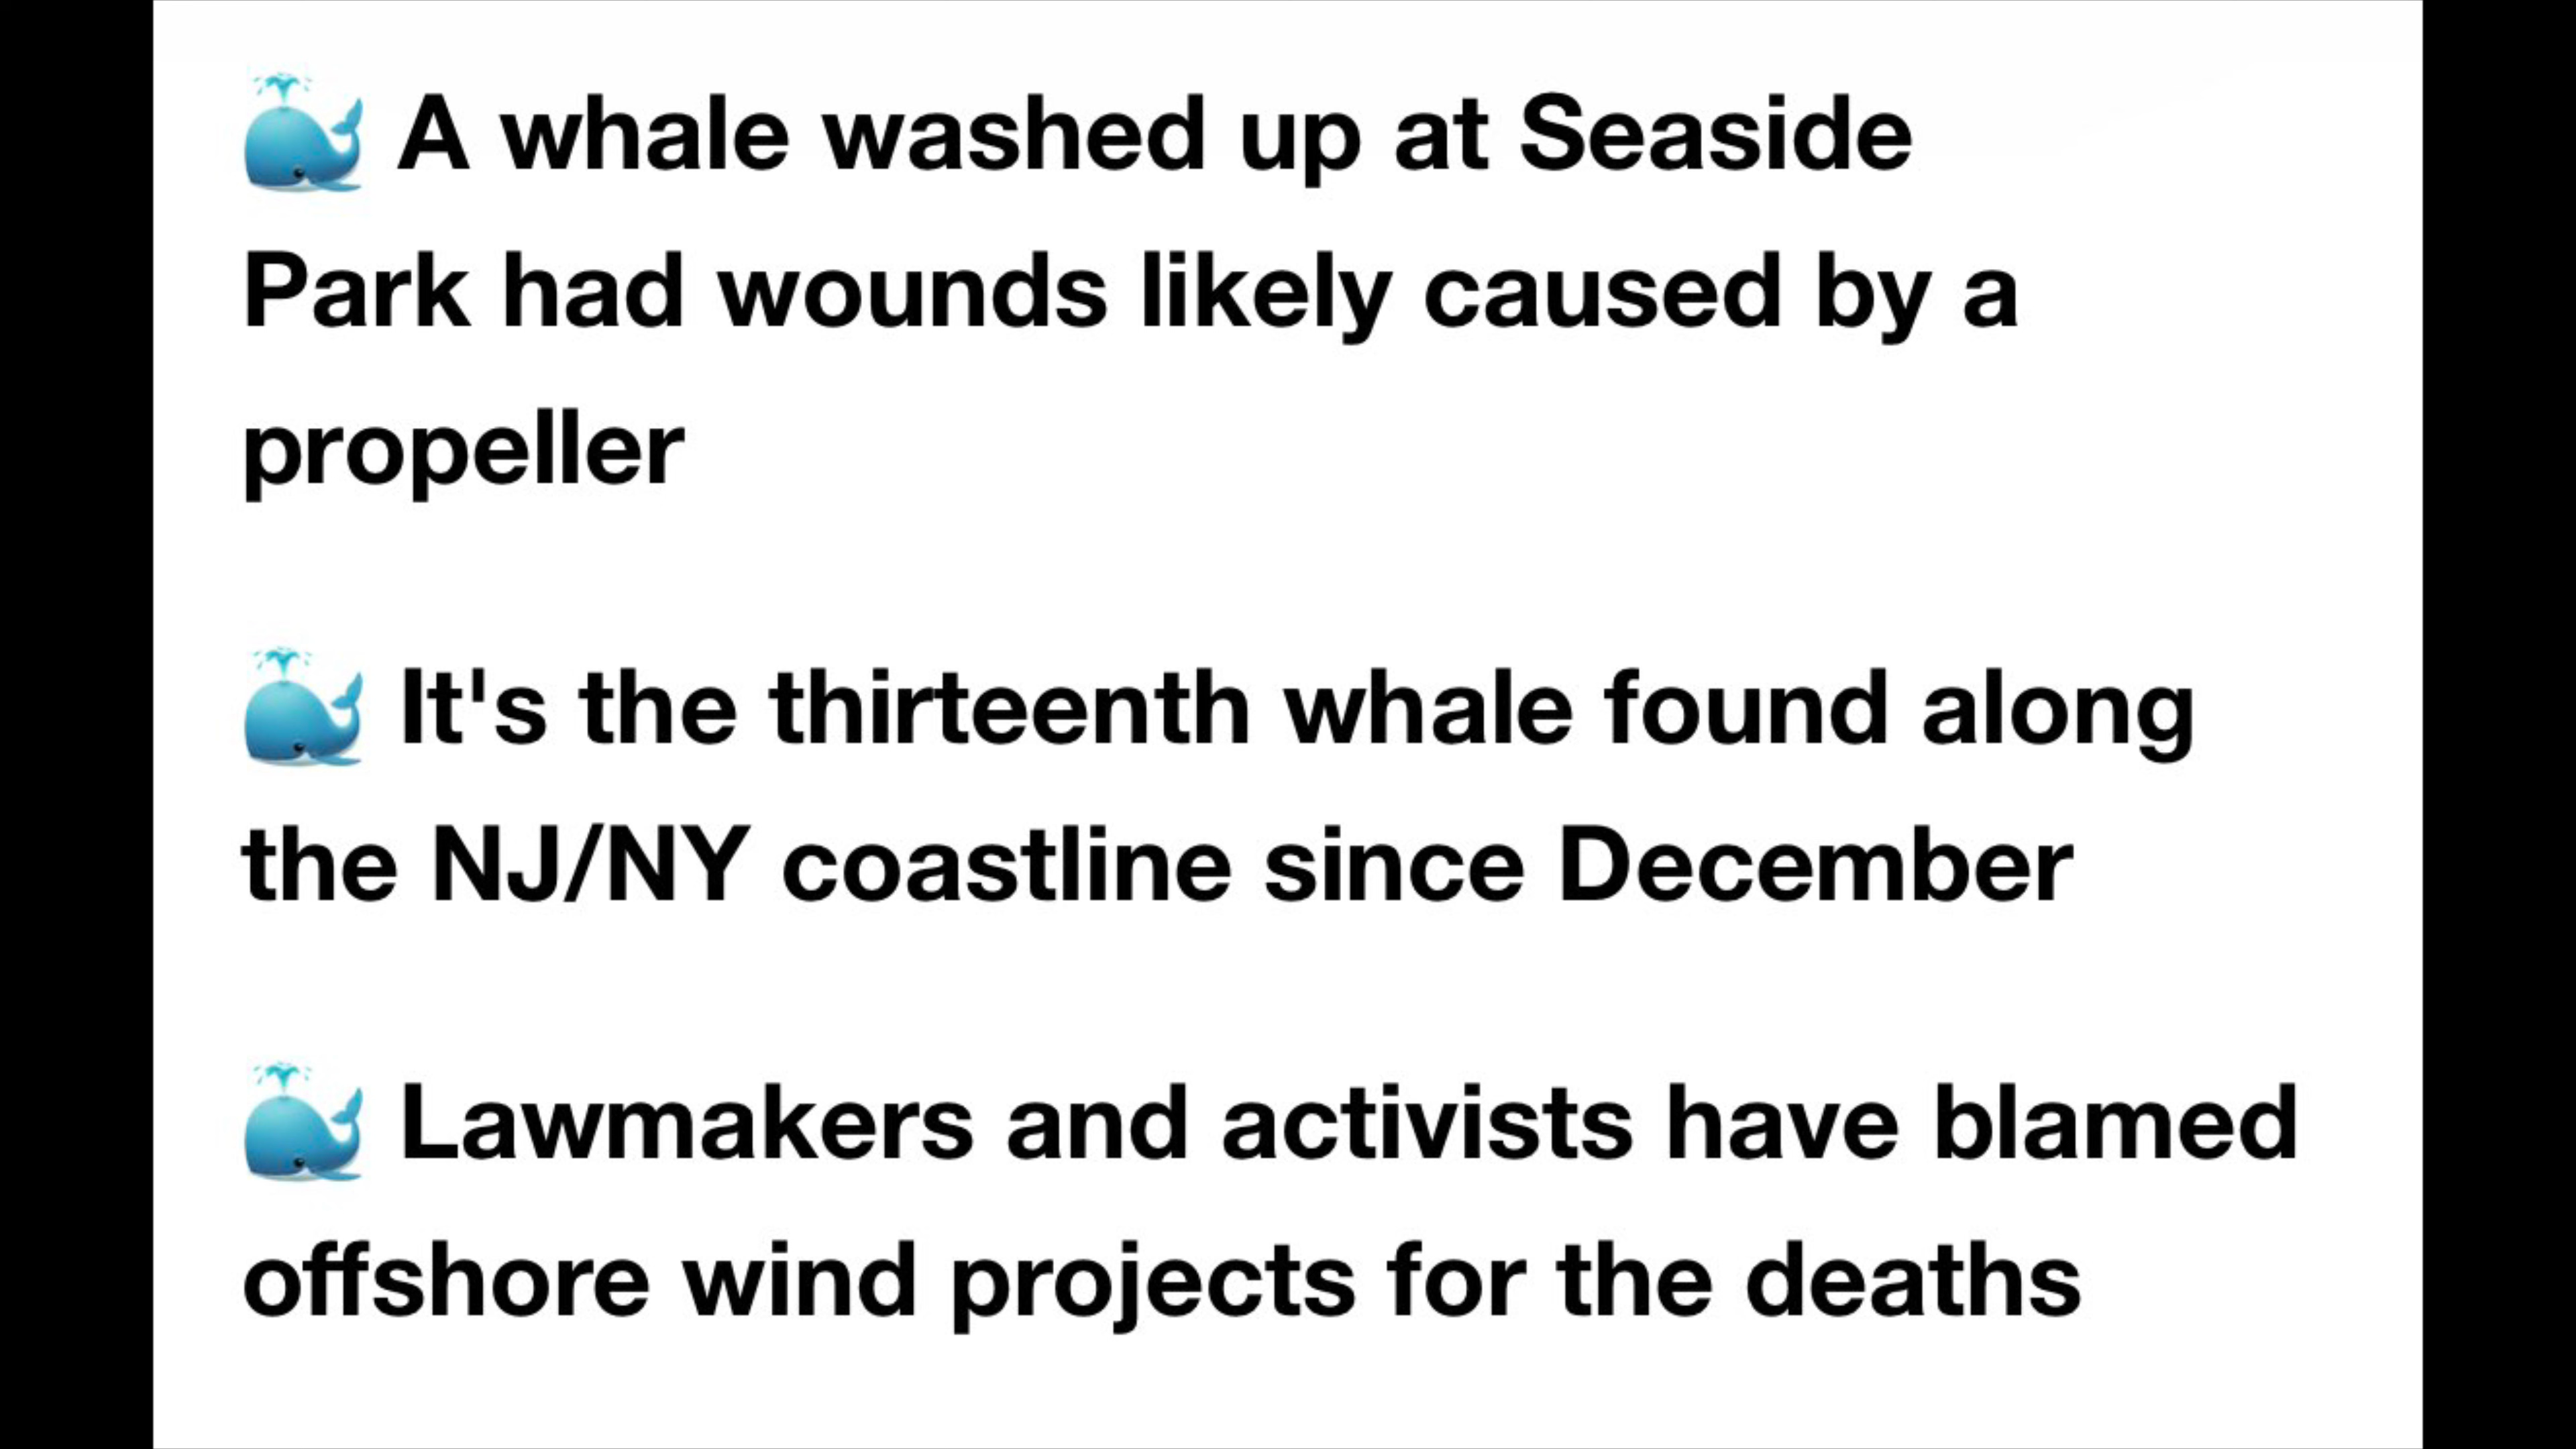 🐳 A whale washed up at Seaside
Park had wounds likely caused by a
propeller
🐳 It's the thirteenth whale found along
the NJ/NY coastline since December
🐳 Lawmakers and activists have blamed
offshore wind projects for the deaths